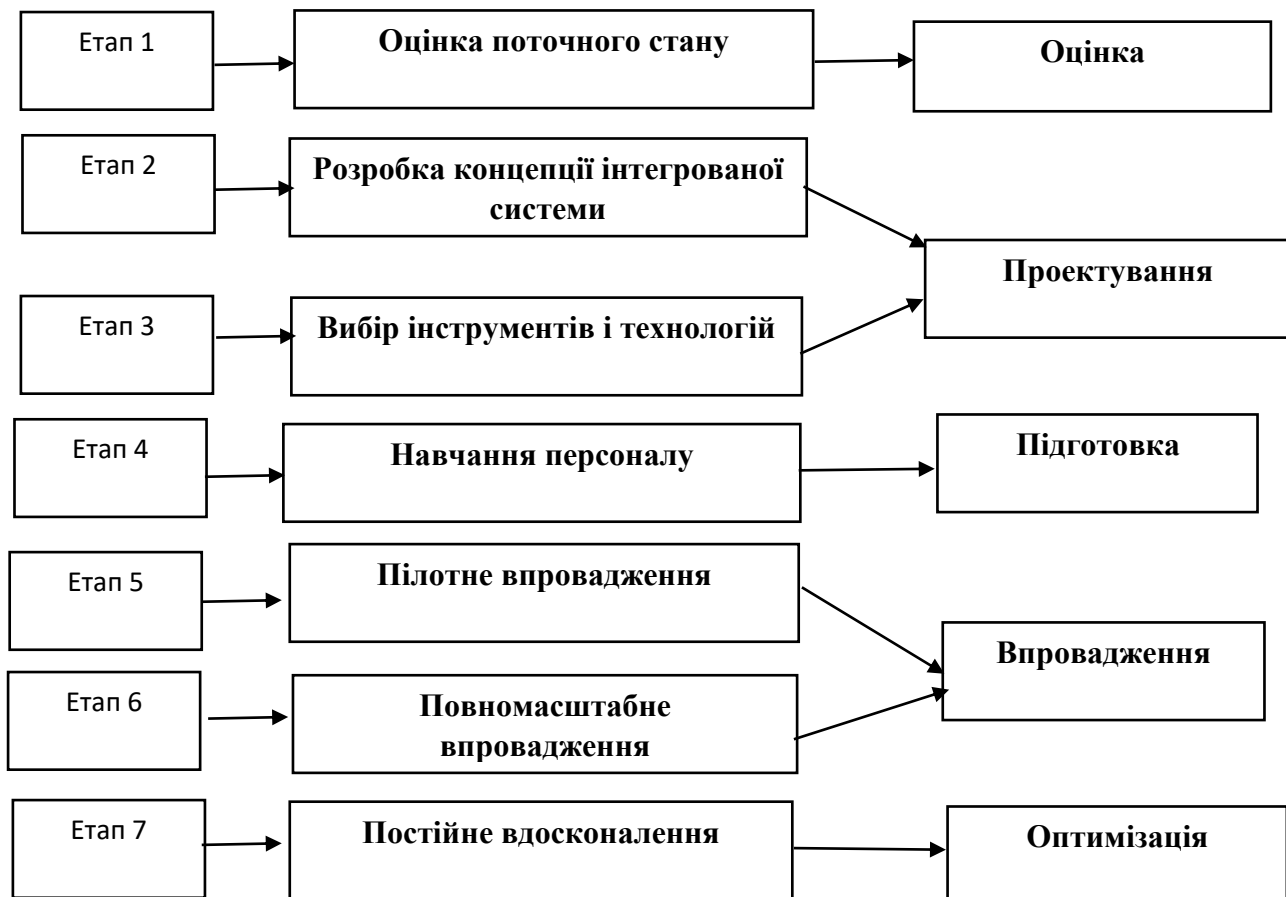 Етап 1
Оцінка поточного стану
Оцінка
Етап 2
Розробка концепції інтегрованої
системи
Проектування
Етап 3
Вибір інструментів і технологій
Етап 4
Навчання персоналу
Підготовка
Етап 5
Пілотне впровадження
Впровадження
Етап 6
Повномасштабне
впровадження
Етап 7
Постійне вдосконалення
Оптимізація